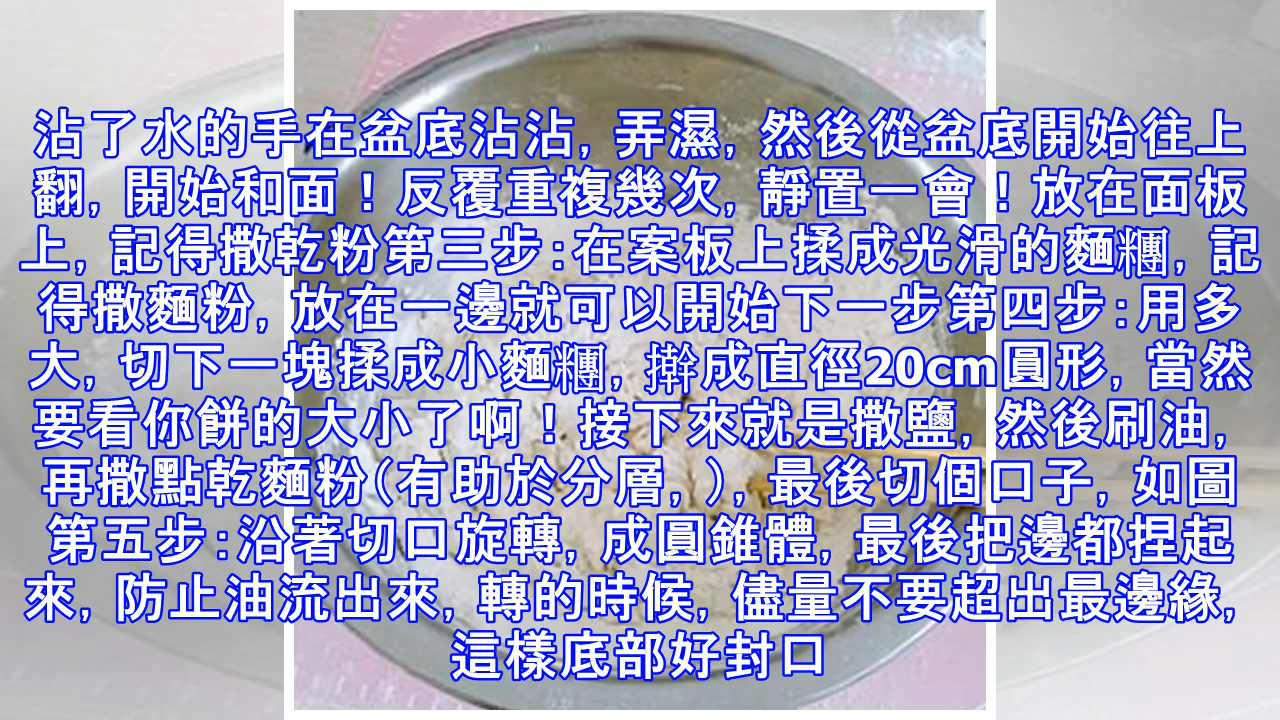 沾了水的手在盆底沾沾, 弄濕, 然後從盆底開始往上
翻, 開始和面！反覆重複幾次, 靜置一會！放在面板
上, 記得撒乾粉第三步:在案板上揉成光滑的麵糰, 記
得撒麵粉, 放在一邊就可以開始下一步第四步:用多
大, 切下一塊揉成小麵糰, 擀成直徑20cm圓形, 當然
要看你餅的大小了啊！接下來就是撒鹽, 然後刷油,
再撒點乾麵粉(有助於分層, ), 最後切個口子, 如圖
第五步:沿著切口旋轉, 成圓錐體, 最後把邊都捏起
來, 防止油流出來, 轉的時候, 儘量不要超出最邊緣,
這樣底部好封口